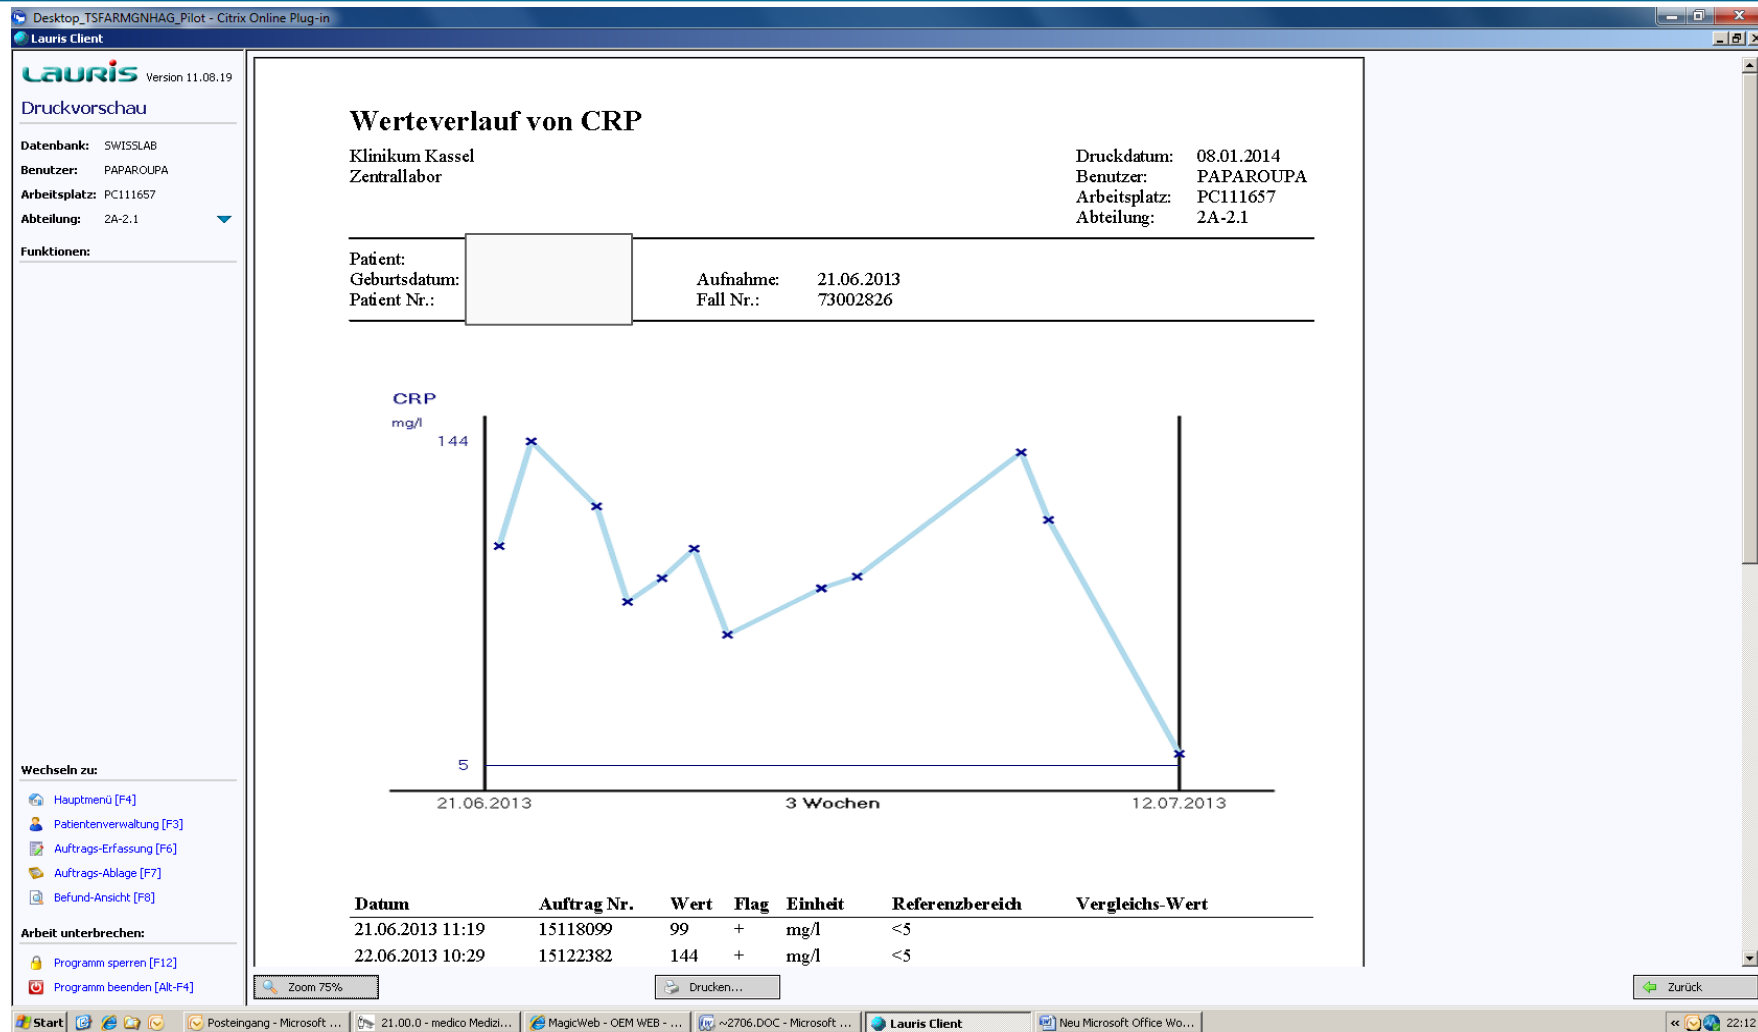 Desktop_TSFARMGNHAG_Pilot - Citrix Online Plug-in
Lauris Client
Lauris Version 11.08.19
Druckvorschau
Datenbank: SWISSLAB
Benutzer: PAPAROUPA
Arbeitsplatz: PC111657
Abteilung: 2A-2.1
Funktionen:
Wechseln zu:
Hauptmenü [F4]
Patientenverwaltung [F3]
Auftrags-Erfassung [F6]
Auftrags-Ablage [F7]
Befund-Ansicht [F8]
Arbeit unterbrechen:
Programm sperren [F12]
Programm beenden [Alt-F4]
Werteverlauf von CRP
Klinikum Kassel
Zentrallabor
Druckdatum: 08.01.2014
Benutzer: PAPAROUPA
Arbeitsplatz: PC111657
Abteilung: 2A-2.1
Patient:
Geburtsdatum: Aufnahme: 21.06.2013
Patient Nr.: Fall Nr.: 73002826
CRP
mg/l
144
5
21.06.2013 3 Wochen 12.07.2013
Datum Auftrag Nr. Wert Flag Einheit Referenzbereich Vergleichs-Wert
21.06.2013 11:19 15118099 99 + mg/l <5
22.06.2013 10:29 15122382 144 + mg/l <5
Zoom 75% Drucken... Zurück
Start Posteingang - Microsoft ... 21.00.0 - medico Medizi... MagicWeb - OEM WEB - ... ~2706.DOC - Microsoft ... Lauris Client Neu Microsoft Office Wo... « 22:12